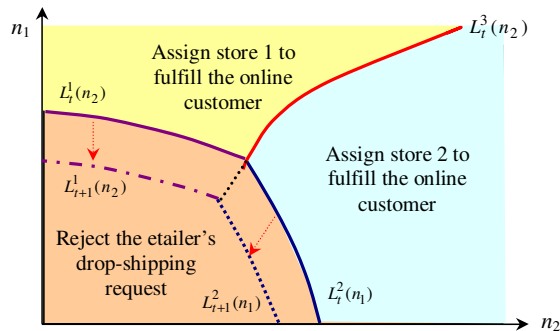 n₁
L³ₜ(n₂)
Assign store 1 to
fulfill the online
customer
L¹ₜ(n₂)
Assign store 2 to
fulfill the online
customer
L¹ₜ₊₁(n₂)
Reject the etailer's
drop-shipping
request
L²ₜ₊₁(n₁)
L²ₜ(n₁)
n₂